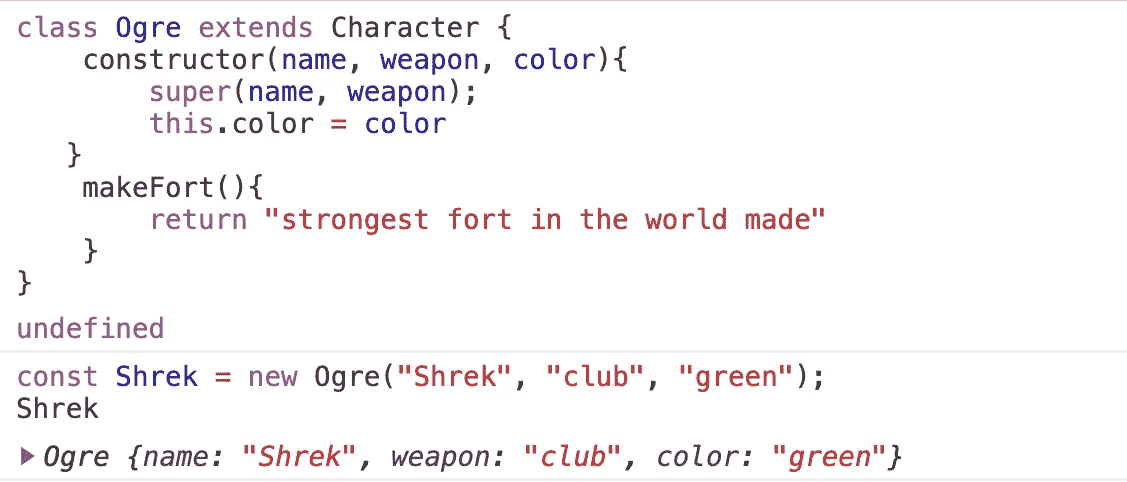 class Ogre extends Character {
    constructor(name, weapon, color){
        super(name, weapon);
        this.color = color
   }
    makeFort(){
        return "strongest fort in the world made"
    }
}
undefined
const Shrek = new Ogre("Shrek", "club", "green");
Shrek
Ogre {name: "Shrek", weapon: "club", color: "green"}